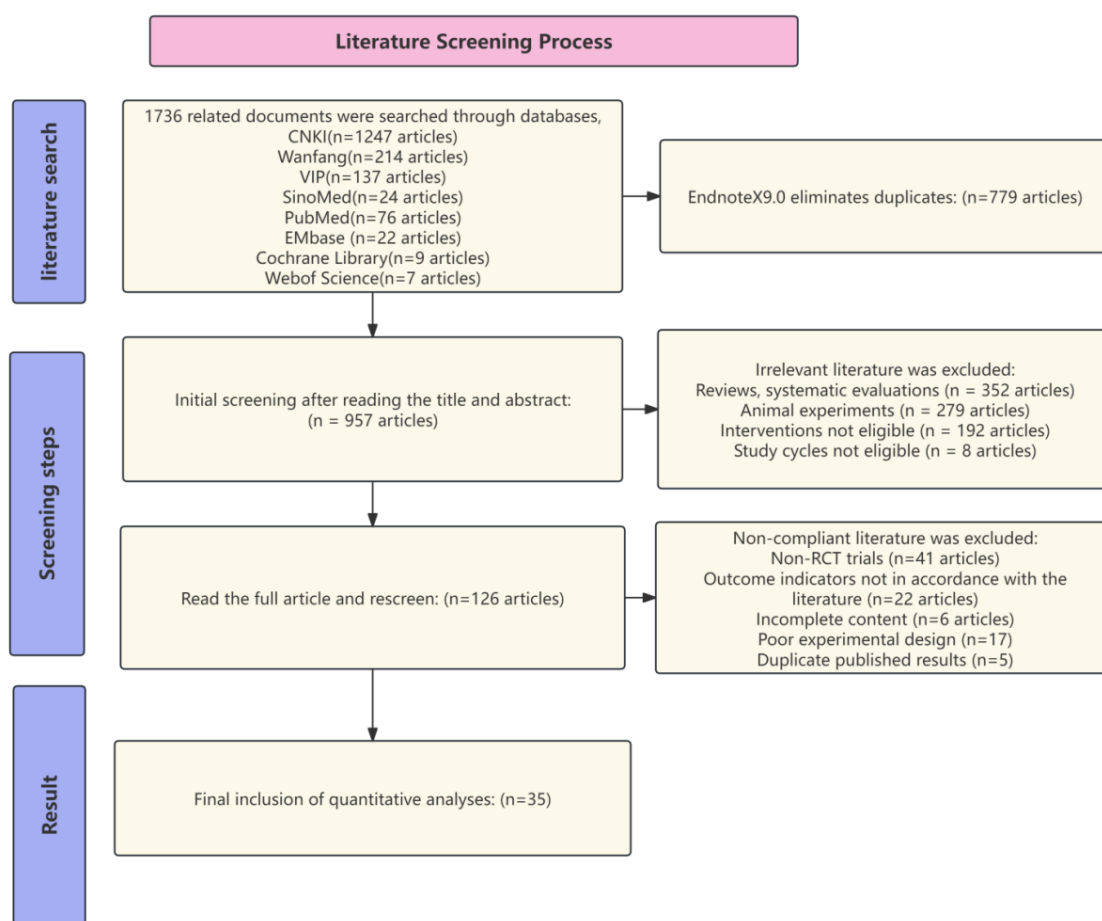 Literature Screening Process
literature search
1736 related documents were searched through databases,
CNKI(n=1247 articles)
Wanfang(n=214 articles)
VIP(n=137 articles)
SinoMed(n=24 articles)
PubMed(n=76 articles)
EMbase (n=22 articles)
Cochrane Library(n=9 articles)
Webof Science(n=7 articles)
EndnoteX9.0 eliminates duplicates: (n=779 articles)
Screening steps
Initial screening after reading the title and abstract:
(n = 957 articles)
Irrelevant literature was excluded:
Reviews, systematic evaluations (n = 352 articles)
Animal experiments (n = 279 articles)
Interventions not eligible (n = 192 articles)
Study cycles not eligible (n = 8 articles)
Read the full article and rescreen: (n=126 articles)
Non-compliant literature was excluded:
Non-RCT trials (n=41 articles)
Outcome indicators not in accordance with the
literature (n=22 articles)
Incomplete content (n=6 articles)
Poor experimental design (n=17)
Duplicate published results (n=5)
Result
Final inclusion of quantitative analyses: (n=35)